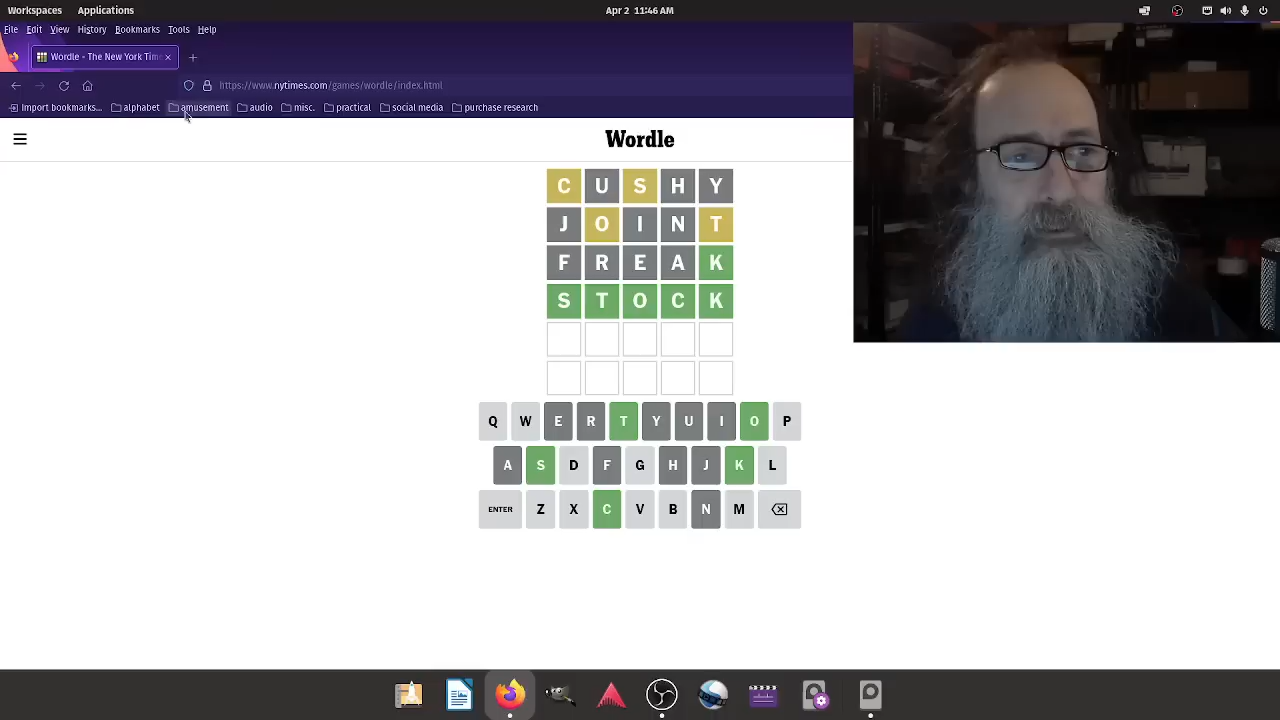 Workspaces Applications Apr 2 11:46 AM
File Edit View History Bookmarks Tools Help
Wordle - The New York Tim
https://www.nytimes.com/games/wordle/index.html
Import bookmarks... alphabet amusement audio misc. practical social media purchase research
Wordle
C U S H Y
J O I N T
F R E A K
S T O C K
Q W E R T Y U I O P
A S D F G H J K L
ENTER Z X C V B N M